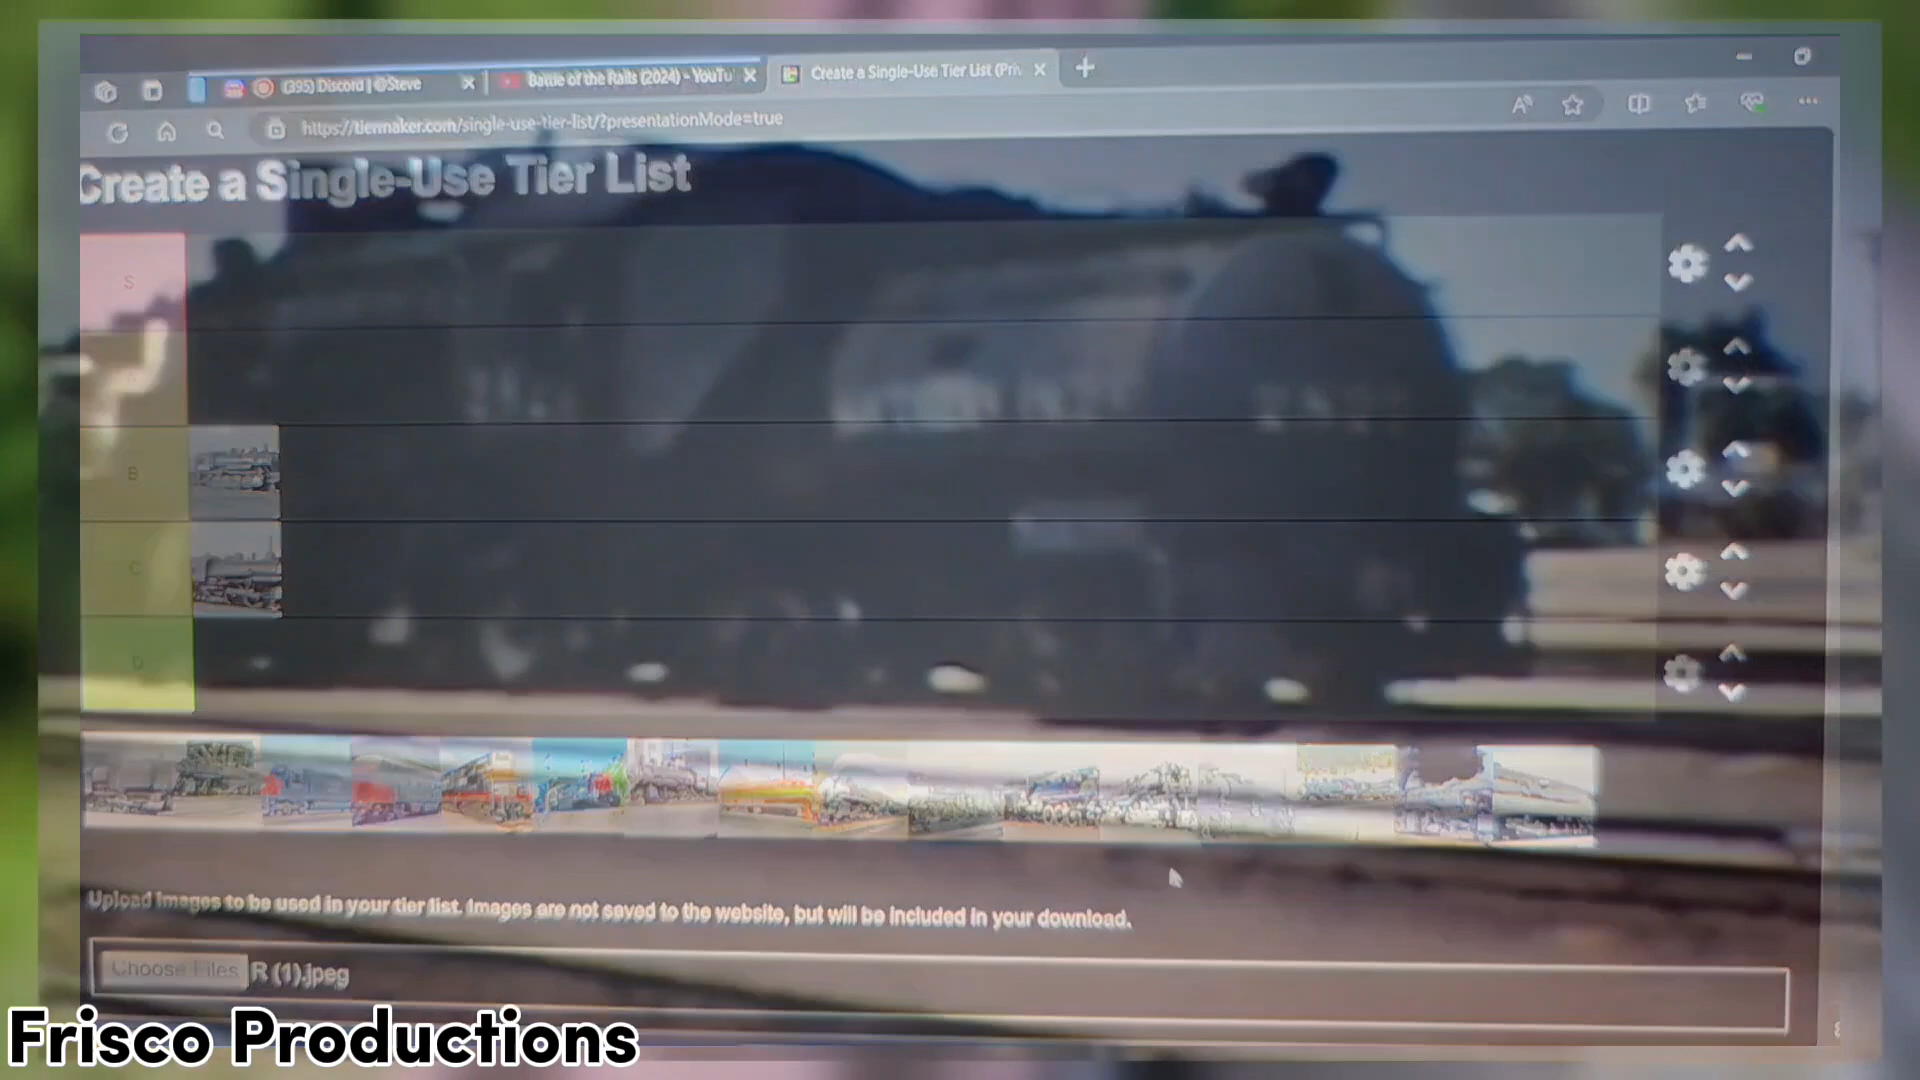 (395) Discord | @Steve
Battle of the Rails (2024) - YouTu
Create a Single-Use Tier List (Pri
https://tiermaker.com/single-use-tier-list/?presentationMode=true
Create a Single-Use Tier List
S
B
C
D
Upload images to be used in your tier list. Images are not saved to the website, but will be included in your download.
Choose Files R (1).jpeg
Frisco Productions